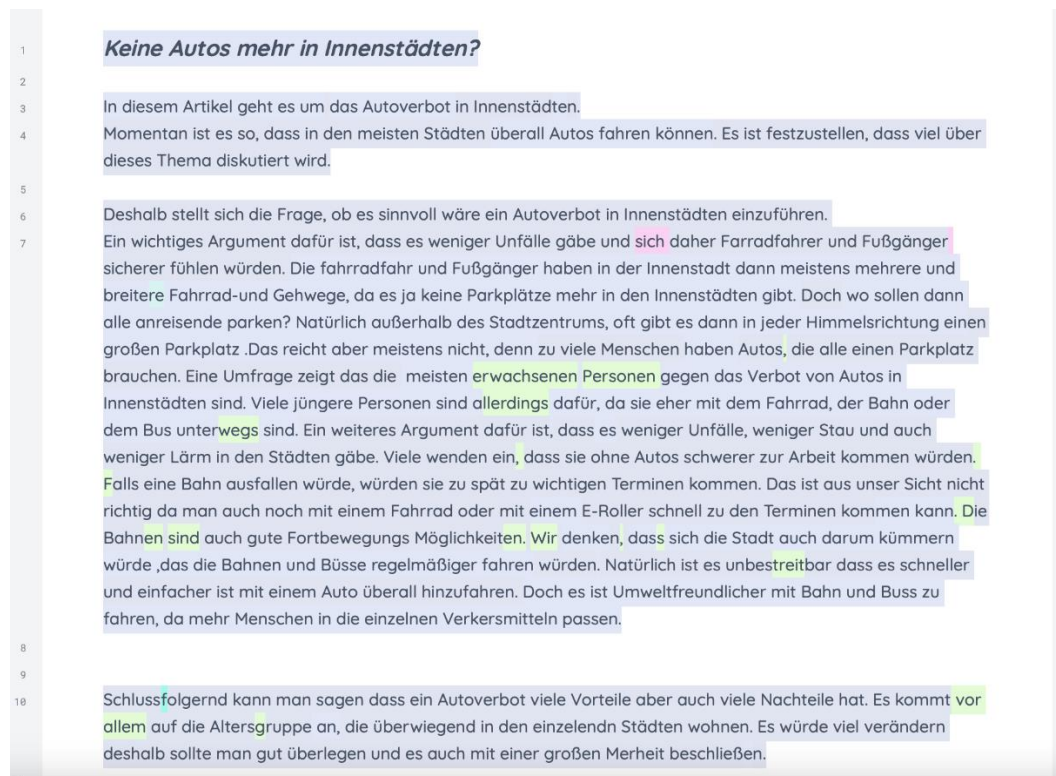 1 Keine Autos mehr in Innenstädten?
2
3 In diesem Artikel geht es um das Autoverbot in Innenstädten.
4 Momentan ist es so, dass in den meisten Städten überall Autos fahren können. Es ist festzustellen, dass viel über
dieses Thema diskutiert wird.
5
6 Deshalb stellt sich die Frage, ob es sinnvoll wäre ein Autoverbot in Innenstädten einzuführen.
7 Ein wichtiges Argument dafür ist, dass es weniger Unfälle gäbe und sich daher Farradfahrer und Fußgänger
sicherer fühlen würden. Die fahrradfahr und Fußgänger haben in der Innenstadt dann meistens mehrere und
breitere Fahrrad-und Gehwege, da es ja keine Parkplätze mehr in den Innenstädten gibt. Doch wo sollen dann
alle anreisende parken? Natürlich außerhalb des Stadtzentrums, oft gibt es dann in jeder Himmelsrichtung einen
großen Parkplatz .Das reicht aber meistens nicht, denn zu viele Menschen haben Autos, die alle einen Parkplatz
brauchen. Eine Umfrage zeigt das die  meisten erwachsenen Personen gegen das Verbot von Autos in
Innenstädten sind. Viele jüngere Personen sind allerdings dafür, da sie eher mit dem Fahrrad, der Bahn oder
dem Bus unterwegs sind. Ein weiteres Argument dafür ist, dass es weniger Unfälle, weniger Stau und auch
weniger Lärm in den Städten gäbe. Viele wenden ein, dass sie ohne Autos schwerer zur Arbeit kommen würden.
Falls eine Bahn ausfallen würde, würden sie zu spät zu wichtigen Terminen kommen. Das ist aus unser Sicht nicht
richtig da man auch noch mit einem Fahrrad oder mit einem E-Roller schnell zu den Terminen kommen kann. Die
Bahnen sind auch gute Fortbewegungs Möglichkeiten. Wir denken, dass sich die Stadt auch darum kümmern
würde ,das die Bahnen und Büsse regelmäßiger fahren würden. Natürlich ist es unbestreitbar dass es schneller
und einfacher ist mit einem Auto überall hinzufahren. Doch es ist Umweltfreundlicher mit Bahn und Buss zu
fahren, da mehr Menschen in die einzelnen Verkersmitteln passen.
8
9
10 Schlussfolgernd kann man sagen dass ein Autoverbot viele Vorteile aber auch viele Nachteile hat. Es kommt vor
allem auf die Altersgruppe an, die überwiegend in den einzelendn Städten wohnen. Es würde viel verändern
deshalb sollte man gut überlegen und es auch mit einer großen Merheit beschließen.